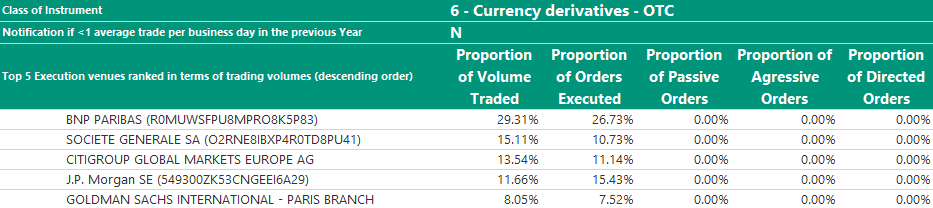 Class of Instrument 6 - Currency derivatives - OTC
Notification if <1 average trade per business day in the previous Year N
Top 5 Execution venues ranked in terms of trading volumes (descending order) Proportion of Volume Traded Proportion of Orders Executed Proportion of Passive Orders Proportion of Agressive Orders Proportion of Directed Orders
BNP PARIBAS (R0MUWSFPU8MPRO8K5P83) 29.31% 26.73% 0.00% 0.00% 0.00%
SOCIETE GENERALE SA (O2RNE8IBXP4R0TD8PU41) 15.11% 10.73% 0.00% 0.00% 0.00%
CITIGROUP GLOBAL MARKETS EUROPE AG 13.54% 11.14% 0.00% 0.00% 0.00%
J.P. Morgan SE (549300ZK53CNGEEI6A29) 11.66% 15.43% 0.00% 0.00% 0.00%
GOLDMAN SACHS INTERNATIONAL - PARIS BRANCH 8.05% 7.52% 0.00% 0.00% 0.00%